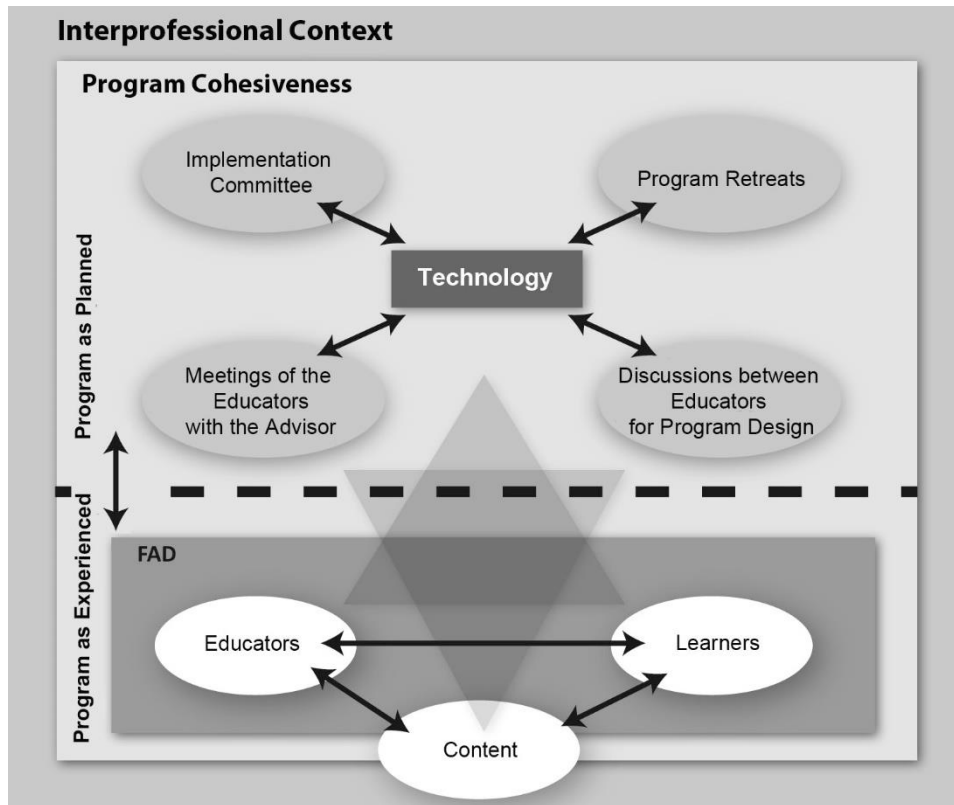 Interprofessional Context
Program Cohesiveness
Implementation
Committee
Program Retreats
Technology
Meetings of the
Educators
with the Advisor
Discussions between
Educators
for Program Design
Program as Planned
Program as Experienced
FAD
Educators
Learners
Content